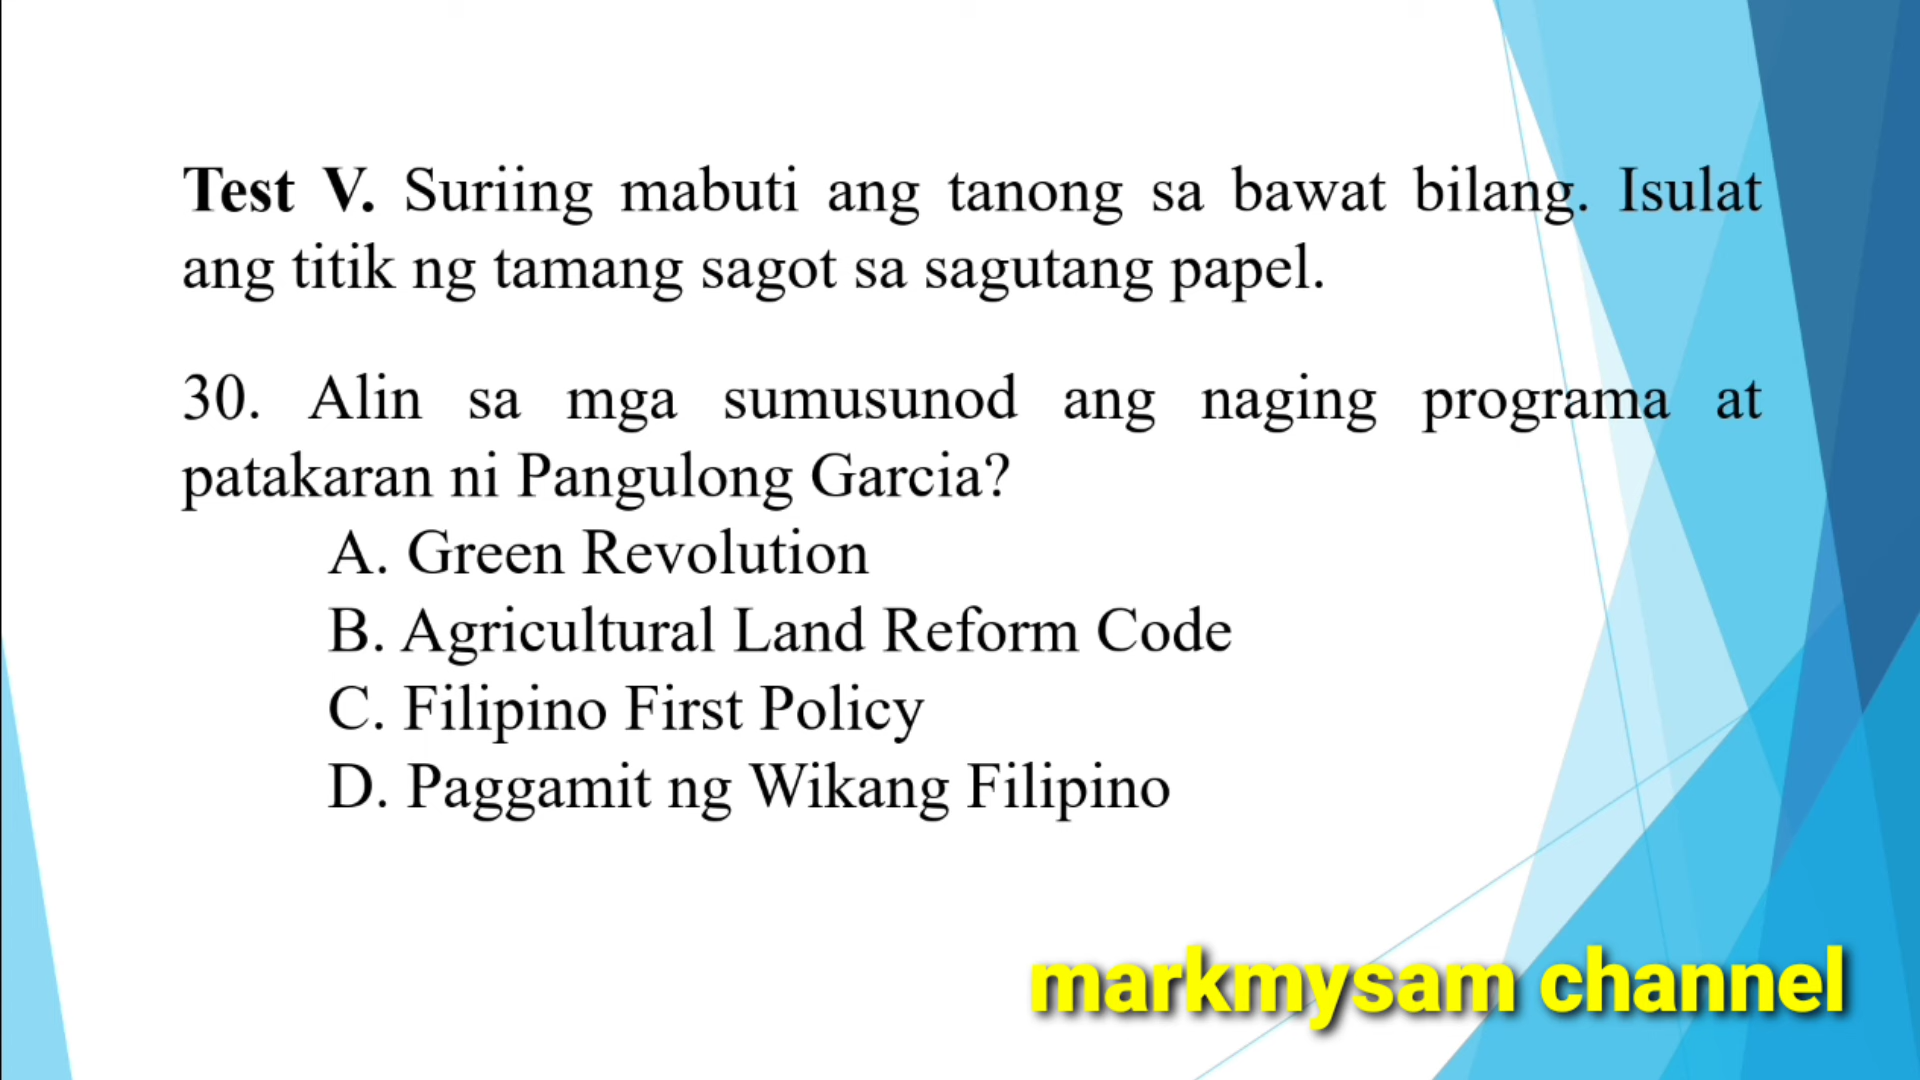 Test V. Suriing mabuti ang tanong sa bawat bilang. Isulat
ang titik ng tamang sagot sa sagutang papel.
30. Alin sa mga sumusunod ang naging programa at
patakaran ni Pangulong Garcia?
A. Green Revolution
B. Agricultural Land Reform Code
C. Filipino First Policy
D. Paggamit ng Wikang Filipino
markmysam channel